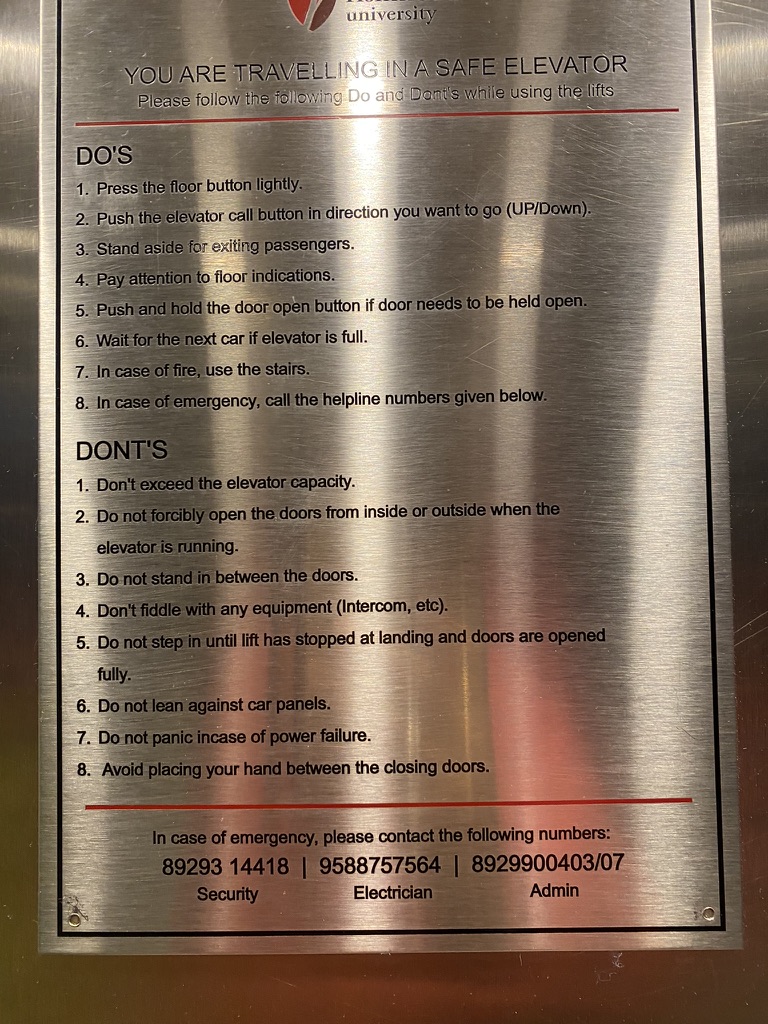 university
YOU ARE TRAVELLING IN A SAFE ELEVATOR
Please follow the following Do and Dont's while using the lifts
DO'S
1. Press the floor button lightly.
2. Push the elevator call button in direction you want to go (UP/Down).
3. Stand aside for exiting passengers.
4. Pay attention to floor indications.
5. Push and hold the door open button if door needs to be held open.
6. Wait for the next car if elevator is full.
7. In case of fire, use the stairs.
8. In case of emergency, call the helpline numbers given below.
DONT'S
1. Don't exceed the elevator capacity.
2. Do not forcibly open the doors from inside or outside when the
elevator is running.
3. Do not stand in between the doors.
4. Don't fiddle with any equipment (Intercom, etc).
5. Do not step in until lift has stopped at landing and doors are opened
fully.
6. Do not lean against car panels.
7. Do not panic incase of power failure.
8. Avoid placing your hand between the closing doors.
In case of emergency, please contact the following numbers:
89293 14418 | 9588757564 | 8929900403/07
Security Electrician Admin